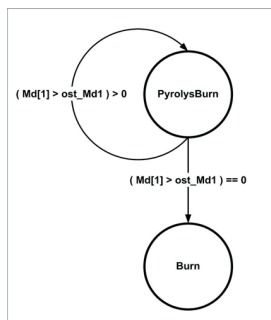 PyrolysBurn
( Md[1] > ost_Md1 ) > 0
( Md[1] > ost_Md1 ) == 0
Burn